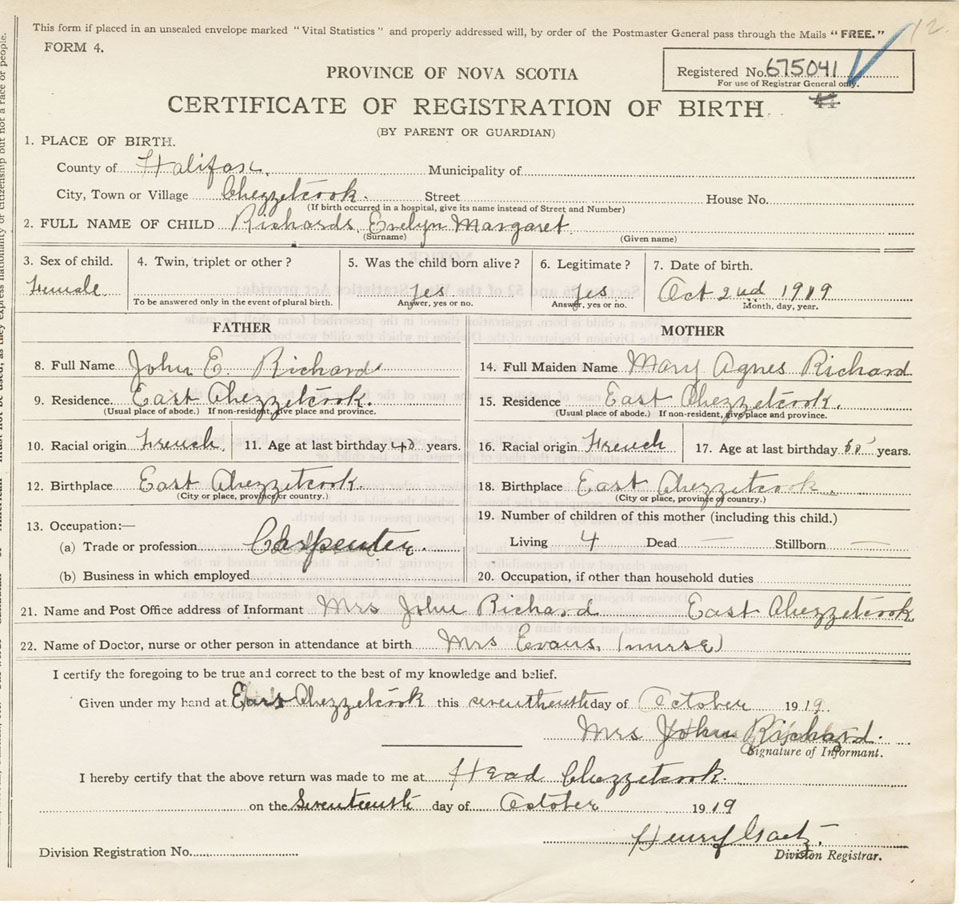 This form if placed in an unsealed envelope marked "Vital Statistics" and properly addressed will, by order of the Postmaster General pass through the Mails "FREE."
12
FORM 4.
PROVINCE OF NOVA SCOTIA
Registered No. 675041
For use of Registrar General only.
CERTIFICATE OF REGISTRATION OF BIRTH
(BY PARENT OR GUARDIAN)
1. PLACE OF BIRTH.
County of Halifax. Municipality of
City, Town or Village Chezzetcook. Street House No.
(If birth occurred in a hospital, give its name instead of Street and Number)
2. FULL NAME OF CHILD Richards, Evelyn Margaret
(Surname) (Given name)
3. Sex of child. 4. Twin, triplet or other? 5. Was the child born alive? 6. Legitimate? 7. Date of birth.
Female. Yes Yes Oct 2nd 1919
To be answered only in the event of plural birth. Answer, yes or no. Answer, yes or no. Month, day, year.
FATHER
8. Full Name John E. Richard
9. Residence. East Chezzetcook.
(Usual place of abode.) If non-resident, give place and province.
10. Racial origin French 11. Age at last birthday 40 years.
12. Birthplace East Chezzetcook.
(City or place, province or country.)
13. Occupation:—
(a) Trade or profession Carpenter.
(b) Business in which employed
MOTHER
14. Full Maiden Name Mary Agnes Richard
15. Residence East Chezzetcook.
(Usual place of abode.) If non-resident, give place and province.
16. Racial origin French 17. Age at last birthday years.
18. Birthplace East Chezzetcook.
(City or place, province or country.)
19. Number of children of this mother (including this child.)
Living 4 Dead — Stillborn —
20. Occupation, if other than household duties
21. Name and Post Office address of Informant Mrs John Richard East Chezzetcook
22. Name of Doctor, nurse or other person in attendance at birth Mrs Evans, (nurse)
I certify the foregoing to be true and correct to the best of my knowledge and belief.
Given under my hand at East Chezzetcook this seventeenth day of October 1919.
Mrs John Richard.
Signature of Informant.
I hereby certify that the above return was made to me at Head Chezzetcook.
on the Seventeenth day of October 1919
Henry Gaetz.
Division Registrar.
Division Registration No.